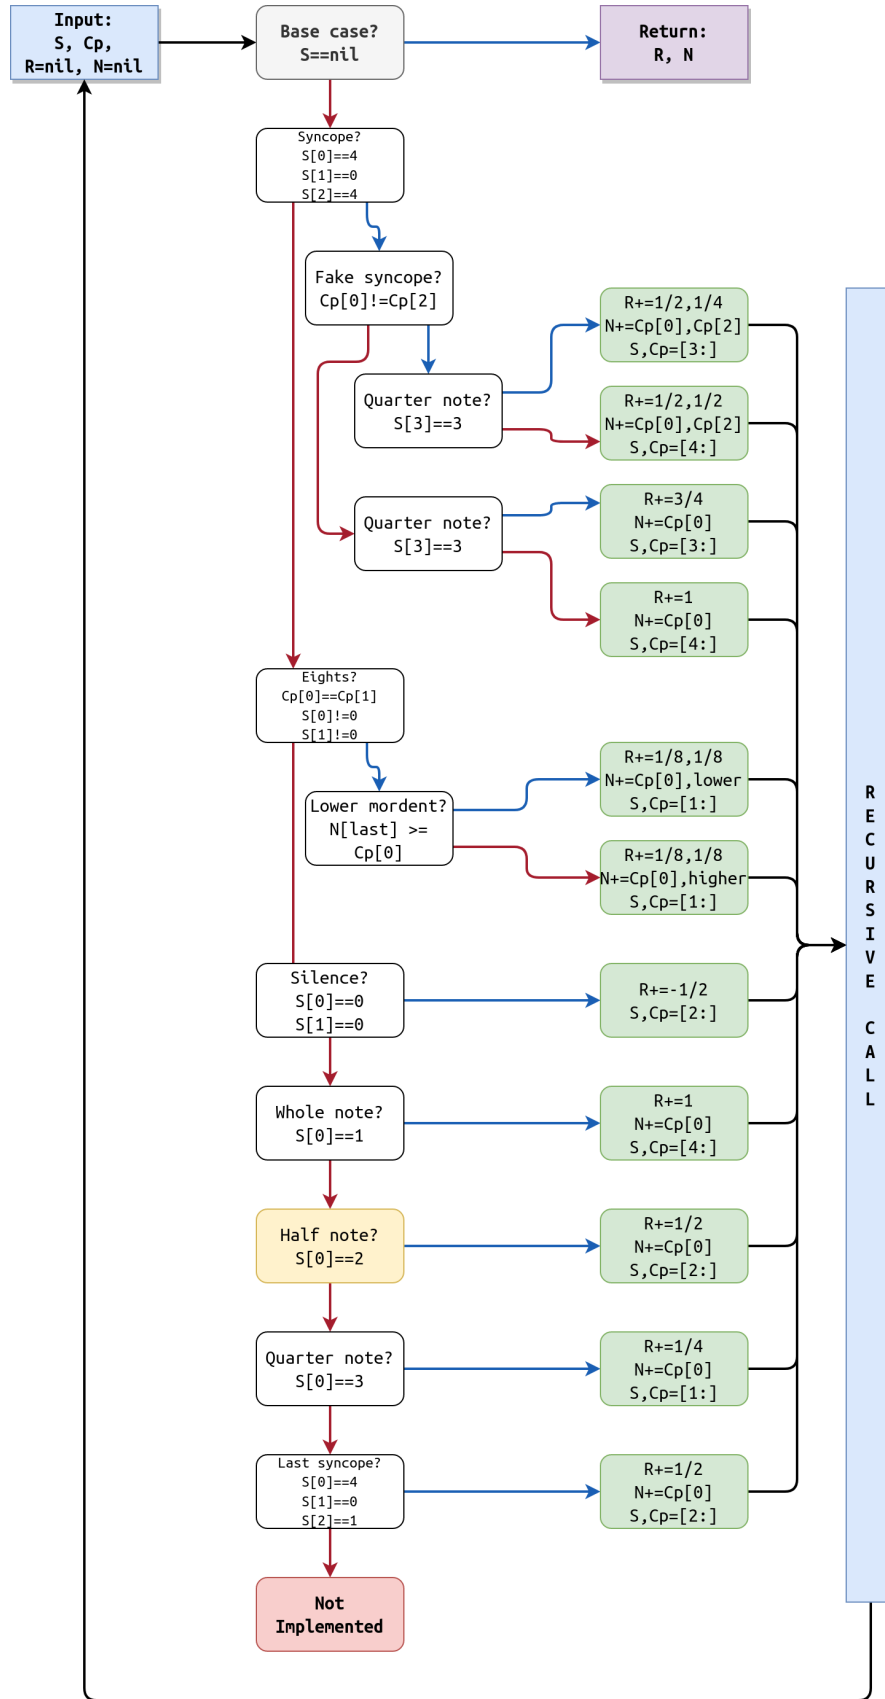 Input:
S, Cp,
R=nil, N=nil
Base case?
S==nil
Return:
R, N
Syncope?
S[0]==4
S[1]==0
S[2]==4
Fake syncope?
Cp[0]!=Cp[2]
Quarter note?
S[3]==3
R+=1/2,1/4
N+=Cp[0],Cp[2]
S,Cp=[3:]
R+=1/2,1/2
N+=Cp[0],Cp[2]
S,Cp=[4:]
Quarter note?
S[3]==3
R+=3/4
N+=Cp[0]
S,Cp=[3:]
R+=1
N+=Cp[0]
S,Cp=[4:]
Eights?
Cp[0]==Cp[1]
S[0]!=0
S[1]!=0
Lower mordent?
N[last] >=
Cp[0]
R+=1/8,1/8
N+=Cp[0],lower
S,Cp=[1:]
R+=1/8,1/8
N+=Cp[0],higher
S,Cp=[1:]
Silence?
S[0]==0
S[1]==0
R+=-1/2
S,Cp=[2:]
Whole note?
S[0]==1
R+=1
N+=Cp[0]
S,Cp=[4:]
Half note?
S[0]==2
R+=1/2
N+=Cp[0]
S,Cp=[2:]
Quarter note?
S[0]==3
R+=1/4
N+=Cp[0]
S,Cp=[1:]
Last syncope?
S[0]==4
S[1]==0
S[2]==1
R+=1/2
N+=Cp[0]
S,Cp=[2:]
Not
Implemented
RECURSIVE CALL